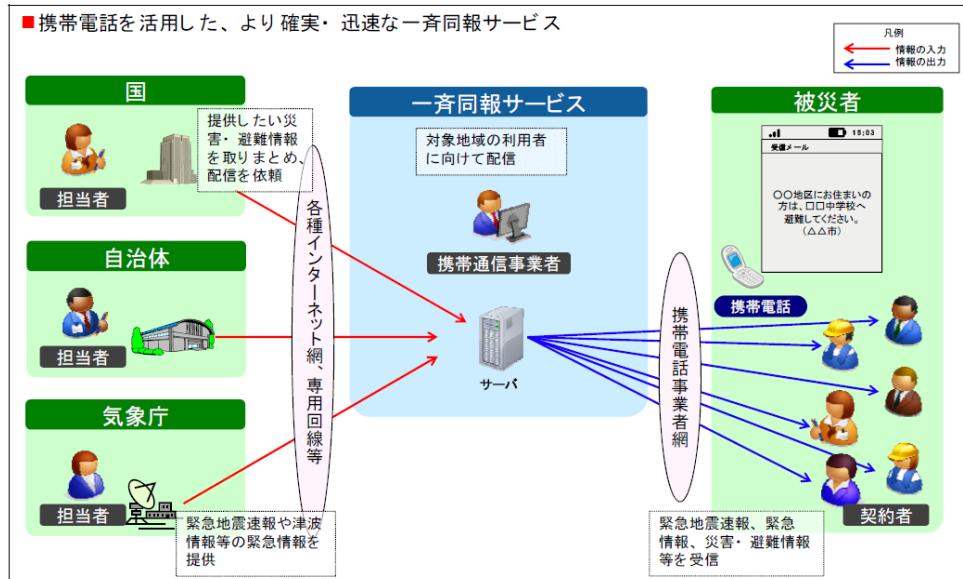 ■携帯電話を活用した、より確実・迅速な一斉同報サービス
凡例
情報の入力
情報の出力
国
提供したい災
害・避難情報
を取りまとめ、
配信を依頼
担当者
自治体
担当者
気象庁
担当者
緊急地震速報や津波
情報等の緊急情報を
提供
各種インターネット網、専用回線等
一斉同報サービス
対象地域の利用者
に向けて配信
携帯通信事業者
サーバ
携帯電話事業者網
被災者
15:03
受信メール
〇〇地区にお住まいの
方は、□□中学校へ
避難してください。
(△△市)
携帯電話
契約者
緊急地震速報、緊急
情報、災害・避難情報
等を受信